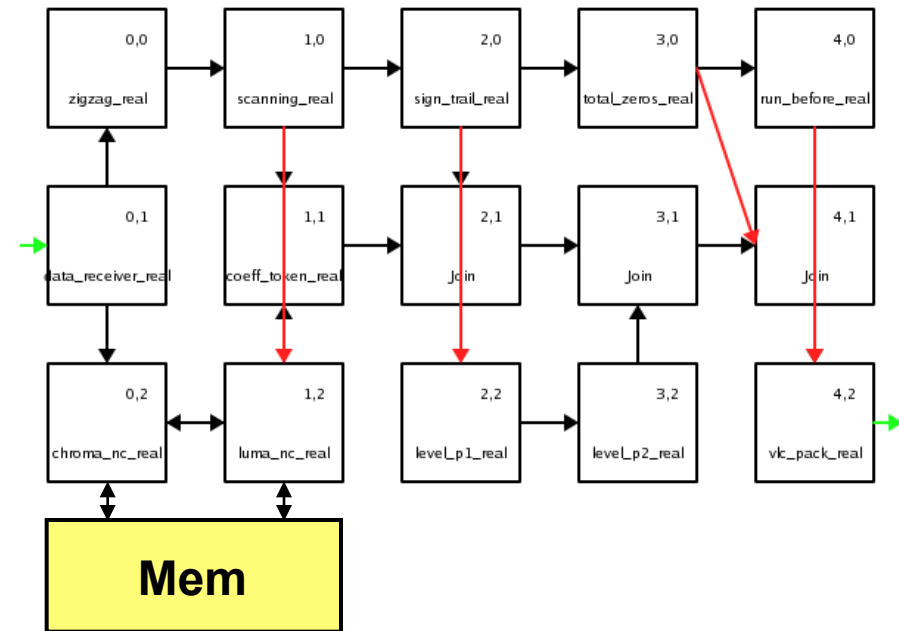 0,0
zigzag_real
1,0
scanning_real
2,0
sign_trail_real
3,0
total_zeros_real
4,0
run_before_real
0,1
data_receiver_real
1,1
coeff_token_real
2,1
Join
3,1
Join
4,1
Join
0,2
chroma_nc_real
1,2
luma_nc_real
2,2
level_p1_real
3,2
level_p2_real
4,2
vlc_pack_real
Mem